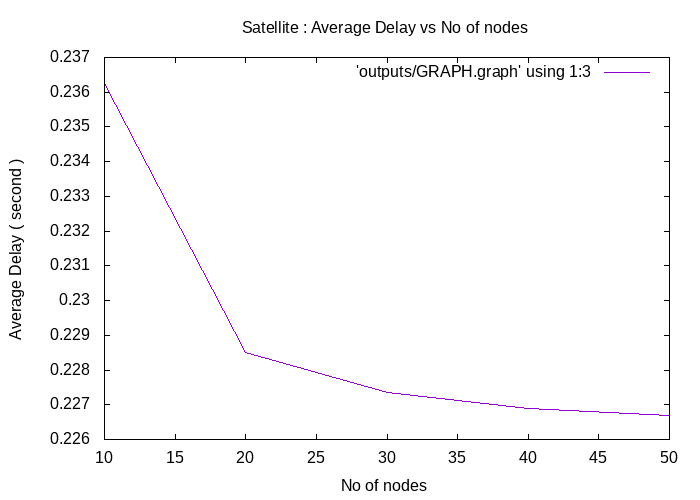 Satellite : Average Delay vs No of nodes
'outputs/GRAPH.graph' using 1:3
0.237
0.236
0.235
0.234
0.233
0.232
0.231
0.23
0.229
0.228
0.227
0.226
Average Delay ( second )
10 15 20 25 30 35 40 45 50
No of nodes